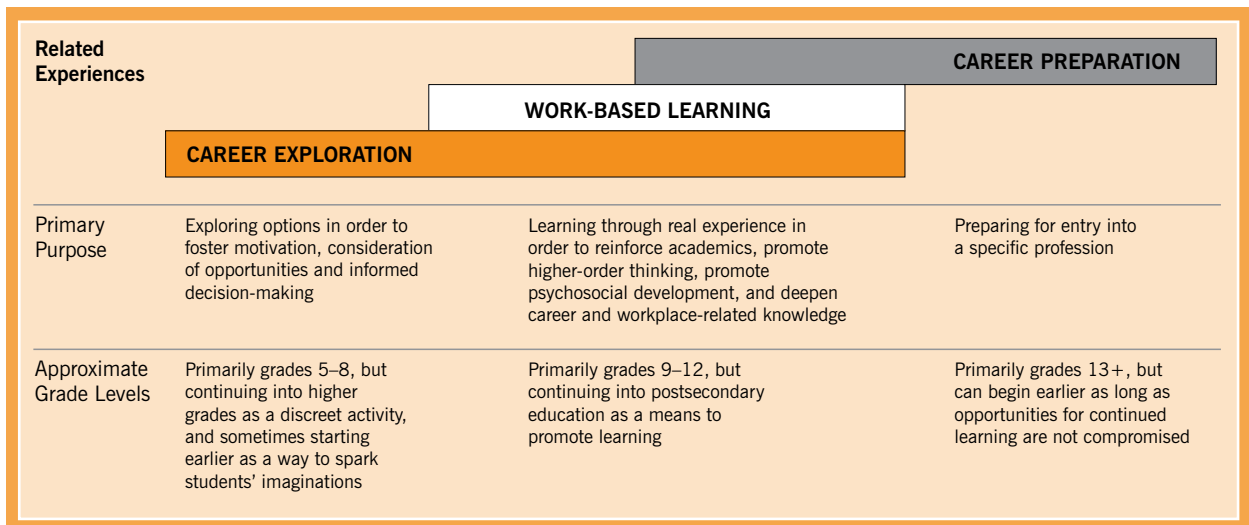 Related
Experiences
CAREER PREPARATION
WORK-BASED LEARNING
CAREER EXPLORATION
Primary
Purpose
Exploring options in order to
foster motivation, consideration
of opportunities and informed
decision-making
Learning through real experience in
order to reinforce academics, promote
higher-order thinking, promote
psychosocial development, and deepen
career and workplace-related knowledge
Preparing for entry into
a specific profession
Approximate
Grade Levels
Primarily grades 5–8, but
continuing into higher
grades as a discreet activity,
and sometimes starting
earlier as a way to spark
students’ imaginations
Primarily grades 9–12, but
continuing into postsecondary
education as a means to
promote learning
Primarily grades 13+, but
can begin earlier as long as
opportunities for continued
learning are not compromised